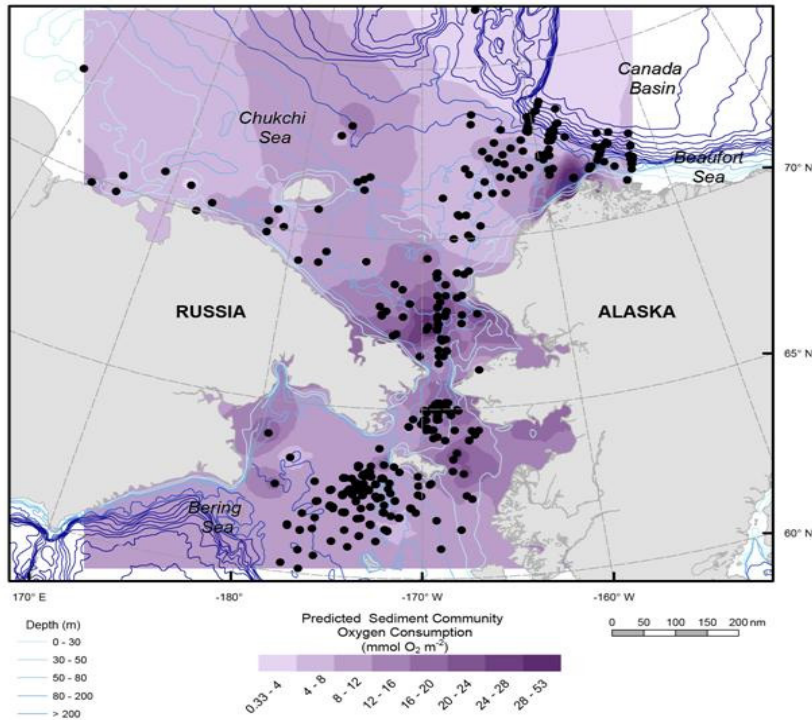 Canada
Basin
Chukchi
Sea
Beaufort
Sea
70° N
RUSSIA
ALASKA
65° N
Bering
Sea
60° N
170° E
-180°
-170° W
-160° W
Predicted Sediment Community
Oxygen Consumption
(mmol O₂ m⁻²)
0.33 - 4
4 - 8
8 - 12
12 - 16
16 - 20
20 - 24
24 - 28
28 - 53
Depth (m)
0 - 30
30 - 50
50 - 80
80 - 200
> 200
0 50 100 150 200 nm